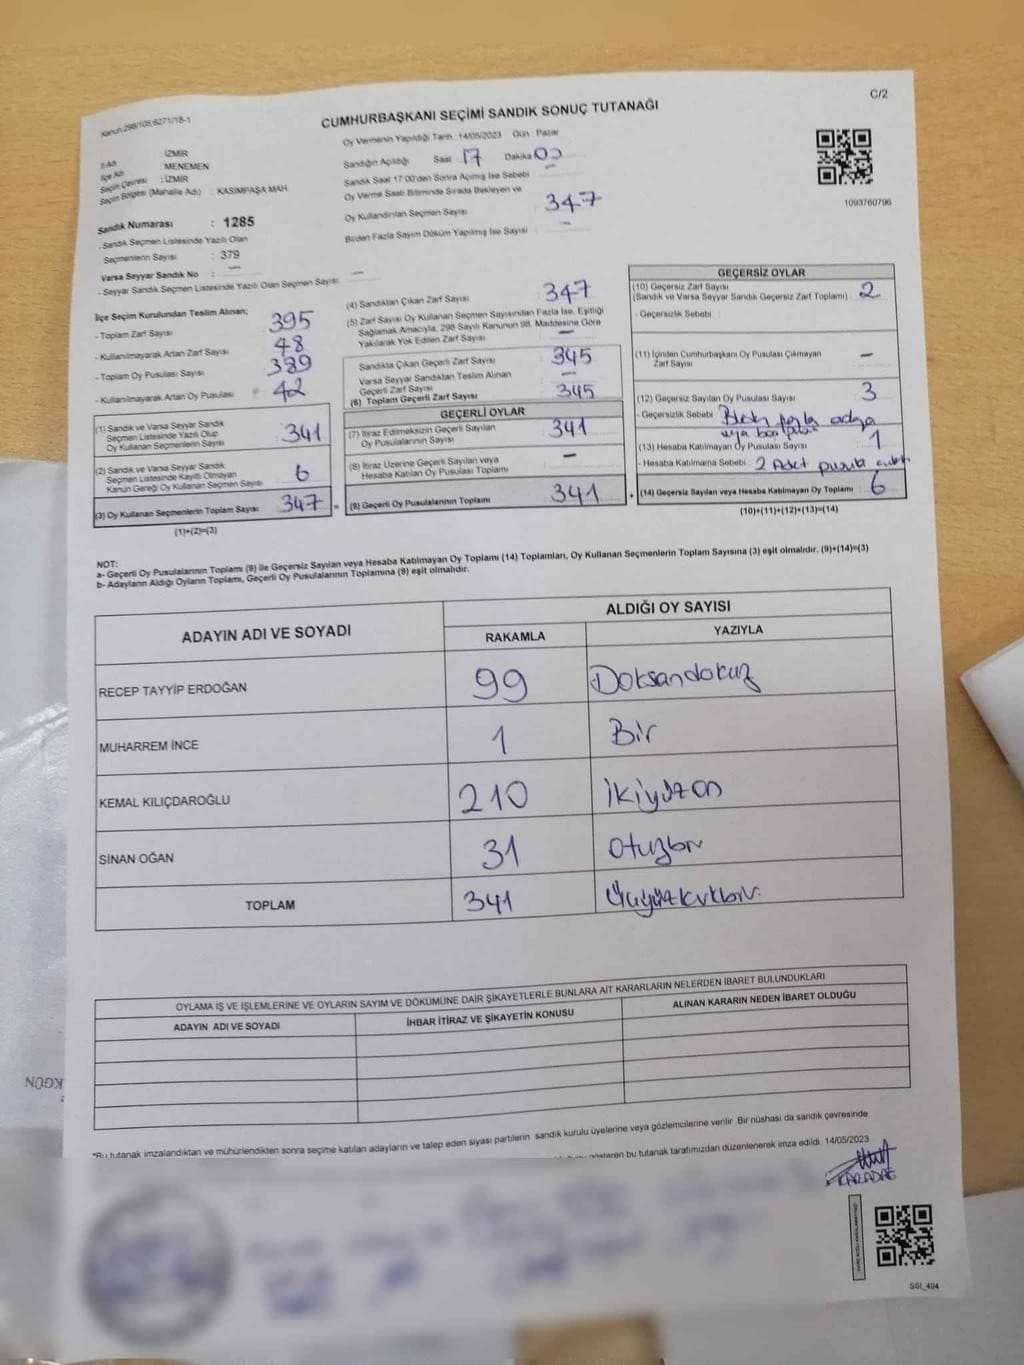 Kanun:298/105,6271/18-1
C/2
CUMHURBAŞKANI SEÇİMİ SANDIK SONUÇ TUTANAĞI
Oy Vermenin Yapıldığı Tarih : 14/05/2023 Gün : Pazar
İl Adı : İZMİR
İlçe Adı : MENEMEN
Seçim Çevresi : İZMİR
Seçim Bölgesi (Mahalle Adı) : KASIMPAŞA MAH
Sandık Numarası : 1285
- Sandık Seçmen Listesinde Yazılı Olan
Seçmenlerin Sayısı : 379
Varsa Seyyar Sandık No : —
- Seyyar Sandık Seçmen Listesinde Yazılı Olan Seçmen Sayısı : —
Sandığın Açıldığı Saat 17 Dakika 00
Sandık Saat 17:00'den Sonra Açılmış İse Sebebi —
Oy Verme Saati Bitiminde Sırada Bekleyen ve
Oy Kullandırılan Seçmen Sayısı 347
Birden Fazla Sayım Döküm Yapılmış İse Sayısı —
1093760796
İlçe Seçim Kurulundan Teslim Alınan;
- Toplam Zarf Sayısı 395
- Kullanılmayarak Artan Zarf Sayısı 48
- Toplam Oy Pusulası Sayısı 389
- Kullanılmayarak Artan Oy Pusulası 42
(1) Sandık ve Varsa Seyyar Sandık
Seçmen Listesinde Yazılı Olup
Oy Kullanan Seçmenlerin Sayısı 341
(2) Sandık ve Varsa Seyyar Sandık
Seçmen Listesinde Kayıtlı Olmayan
Kanun Gereği Oy Kullanan Seçmen Sayısı 6
(3) Oy Kullanan Seçmenlerin Toplam Sayısı 347 =
(1)+(2)=(3)
(4) Sandıktan Çıkan Zarf Sayısı 347
(5) Zarf Sayısı Oy Kullanan Seçmen Sayısından Fazla İse, Eşitliği
Sağlamak Amacıyla, 298 Sayılı Kanunun 98. Maddesine Göre
Yakılarak Yok Edilen Zarf Sayısı —
Sandıkta Çıkan Geçerli Zarf Sayısı 345
Varsa Seyyar Sandıktan Teslim Alınan
Geçerli Zarf Sayısı —
(6) Toplam Geçerli Zarf Sayısı 345
GEÇERLİ OYLAR
(7) İtiraz Edilmeksizin Geçerli Sayılan
Oy Pusulalarının Sayısı 341
(8) İtiraz Üzerine Geçerli Sayılan veya
Hesaba Katılan Oy Pusulası Toplamı —
(9) Geçerli Oy Pusulalarının Toplamı 341 +
GEÇERSİZ OYLAR
(10) Geçersiz Zarf Sayısı
(Sandık ve Varsa Seyyar Sandık Geçersiz Zarf Toplamı) 2
- Geçersizlik Sebebi :
(11) İçinden Cumhurbaşkanı Oy Pusulası Çıkmayan
Zarf Sayısı —
(12) Geçersiz Sayılan Oy Pusulası Sayısı 3
- Geçersizlik Sebebi : fazla adaya
veya boş
(13) Hesaba Katılmayan Oy Pusulası Sayısı 1
- Hesaba Katılmama Sebebi : 2 Adet pusula
(14) Geçersiz Sayılan veya Hesaba Katılmayan Oy Toplamı : 6
(10)+(11)+(12)+(13)=(14)
NOT:
a- Geçerli Oy Pusulalarının Toplamı (9) ile Geçersiz Sayılan veya Hesaba Katılmayan Oy Toplamı (14) Toplamları, Oy Kullanan Seçmenlerin Toplam Sayısına (3) eşit olmalıdır. (9)+(14)=(3)
b- Adayların Aldığı Oyların Toplamı, Geçerli Oy Pusulalarının Toplamına (9) eşit olmalıdır.
ADAYIN ADI VE SOYADI
ALDIĞI OY SAYISI
RAKAMLA YAZIYLA
RECEP TAYYİP ERDOĞAN 99 Doksandokuz
MUHARREM İNCE 1 Bir
KEMAL KILIÇDAROĞLU 210 ikiyüzon
SİNAN OĞAN 31 otuzbir
TOPLAM 341 Üçyüzkırkbir.
OYLAMA İŞ VE İŞLEMLERİNE VE OYLARIN SAYIM VE DÖKÜMÜNE DAİR ŞİKAYETLERLE BUNLARA AİT KARARLARIN NELERDEN İBARET BULUNDUKLARI
ADAYIN ADI VE SOYADI İHBAR İTİRAZ VE ŞİKAYETİN KONUSU ALINAN KARARIN NEDEN İBARET OLDUĞU
*Bu tutanak imzalandıktan ve mühürlendikten sonra seçime katılan adayların ve talep eden siyasi partilerin sandık kurulu üyelerine veya gözlemcilerine verilir .Bir nüshası da sandık çevresinde
gösteren bu tutanak tarafımızdan düzenlenerek imza edildi. 14/05/2023
KARADAĞ
SSI_404